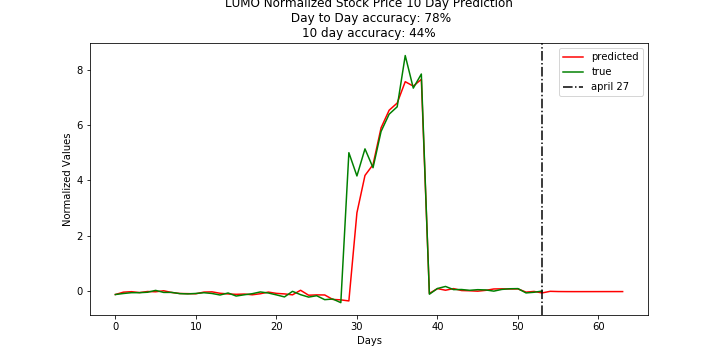 LUMO Normalized Stock Price 10 Day Prediction
Day to Day accuracy: 78%
10 day accuracy: 44%
predicted
true
april 27
8
6
4
2
0
Normalized Values
0 10 20 30 40 50 60
Days